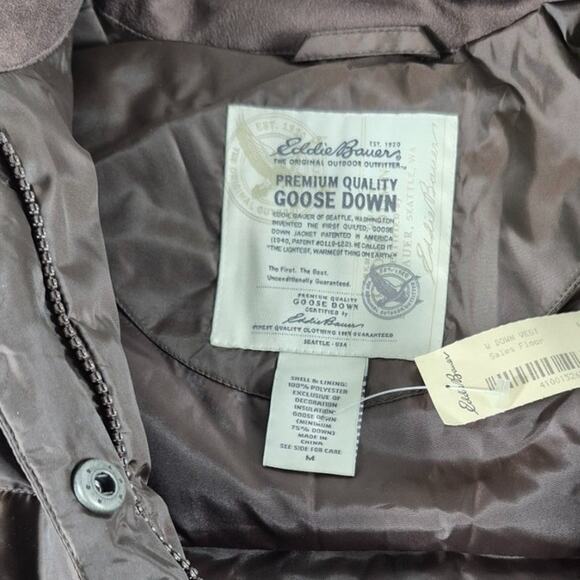 EST. 1920
Eddie Bauer®
THE ORIGINAL OUTDOOR OUTFITTER™
PREMIUM QUALITY
GOOSE DOWN
EDDIE BAUER OF SEATTLE, WASHINGTON
INVENTED THE FIRST QUILTED, GOOSE
DOWN JACKET PATENTED IN AMERICA
(1940, PATENT #D119-122). HE CALLED IT
"THE LIGHTEST, WARMEST THING ON EARTH"
The First. The Best.
Unconditionally Guaranteed.
PREMIUM QUALITY
GOOSE DOWN
CERTIFIED by
Eddie Bauer
FINEST QUALITY CLOTHING EVER GUARANTEED
SEATTLE - USA
SHELL & LINING:
100% POLYESTER
EXCLUSIVE OF
DECORATION
INSULATION:
GOOSE DOWN
(MINIMUM
75% DOWN)
MADE IN
CHINA
SEE SIDE FOR CARE
M
Eddie Bauer
W DOWN VEST
Sales Floor